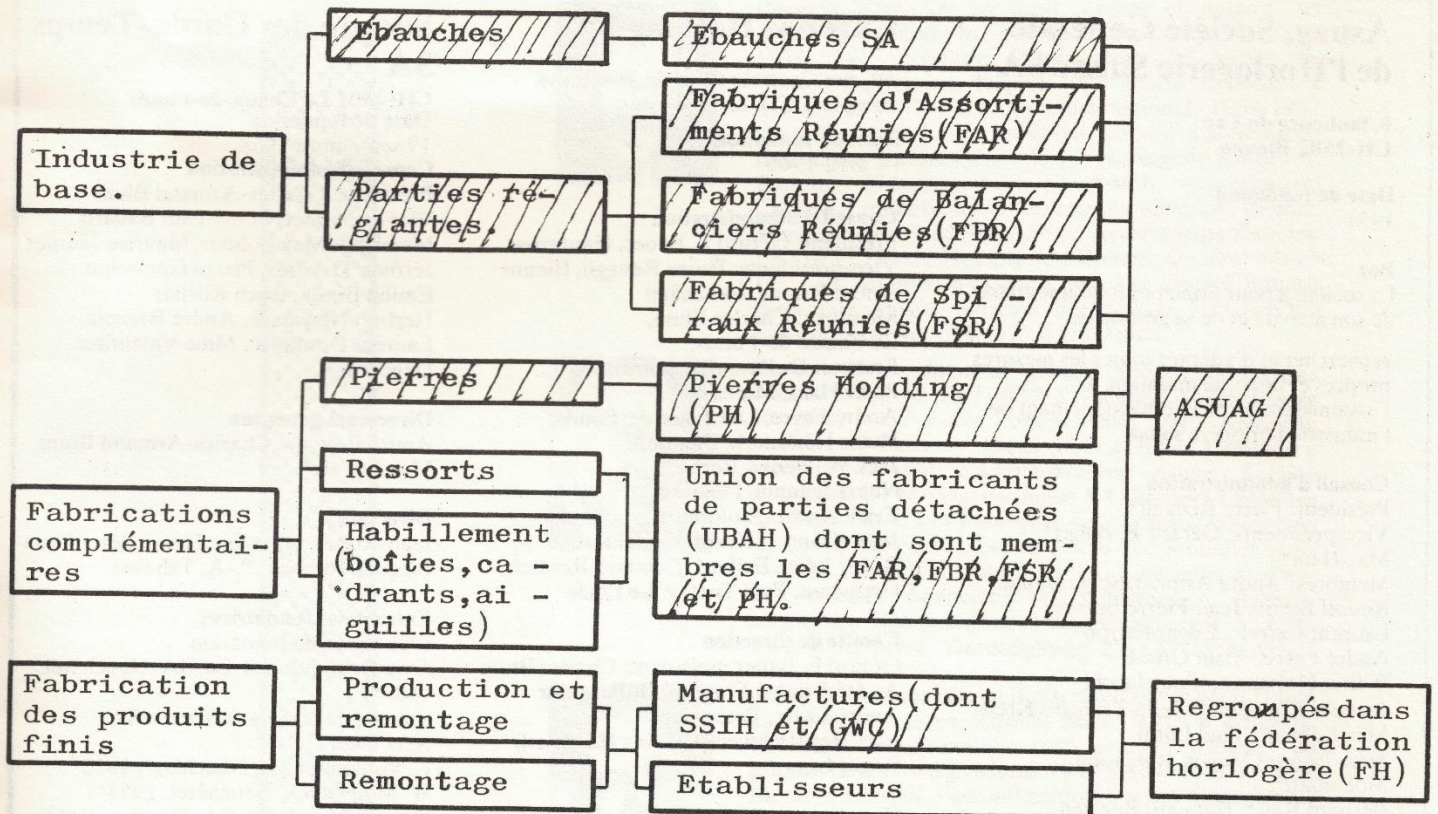 Ebauches
Ebauches SA
Fabriques d'Assorti-
ments Réunies(FAR)
Industrie de
base.
Parties ré-
glantes
Fabriques de Balan-
ciers Réunies(FBR)
Fabriques de Spi -
raux Réunies(FSR)
Pierres
Pierres Holding
(PH)
ASUAG
Ressorts
Fabrications
complémentai-
res
Habillement
(boîtes,ca -
drants,ai -
guilles)
Union des fabricants
de parties détachées
(UBAH) dont sont mem-
bres les FAR,FBR,FSR
et PH.
Fabrication
des produits
finis
Production et
remontage
Remontage
Manufactures(dont
SSIH et GWC)
Etablisseurs
Regroupés dans
la fédération
horlogère(FH)